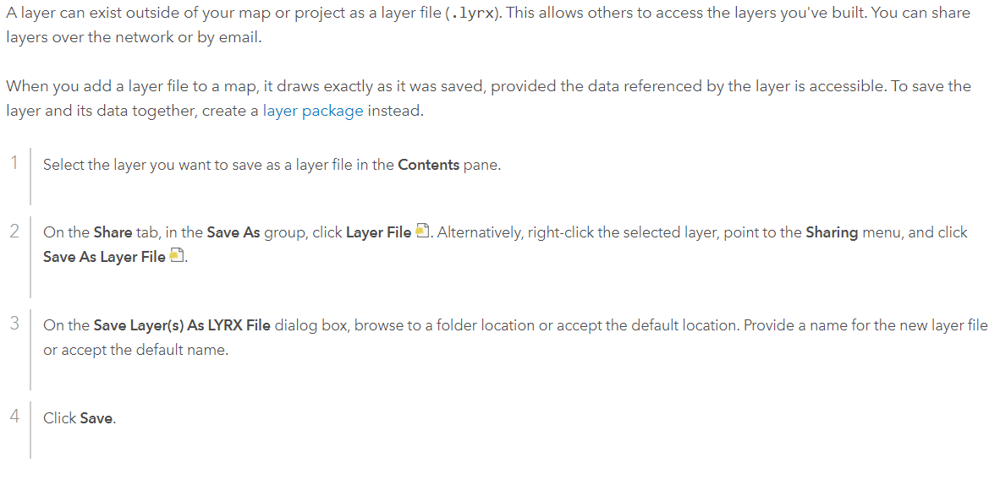 A layer can exist outside of your map or project as a layer file (.lyrx). This allows others to access the layers you've built. You can share
layers over the network or by email.
When you add a layer file to a map, it draws exactly as it was saved, provided the data referenced by the layer is accessible. To save the
layer and its data together, create a layer package instead.
1 Select the layer you want to save as a layer file in the Contents pane.
2 On the Share tab, in the Save As group, click Layer File . Alternatively, right-click the selected layer, point to the Sharing menu, and click
Save As Layer File .
3 On the Save Layer(s) As LYRX File dialog box, browse to a folder location or accept the default location. Provide a name for the new layer file
or accept the default name.
4 Click Save.